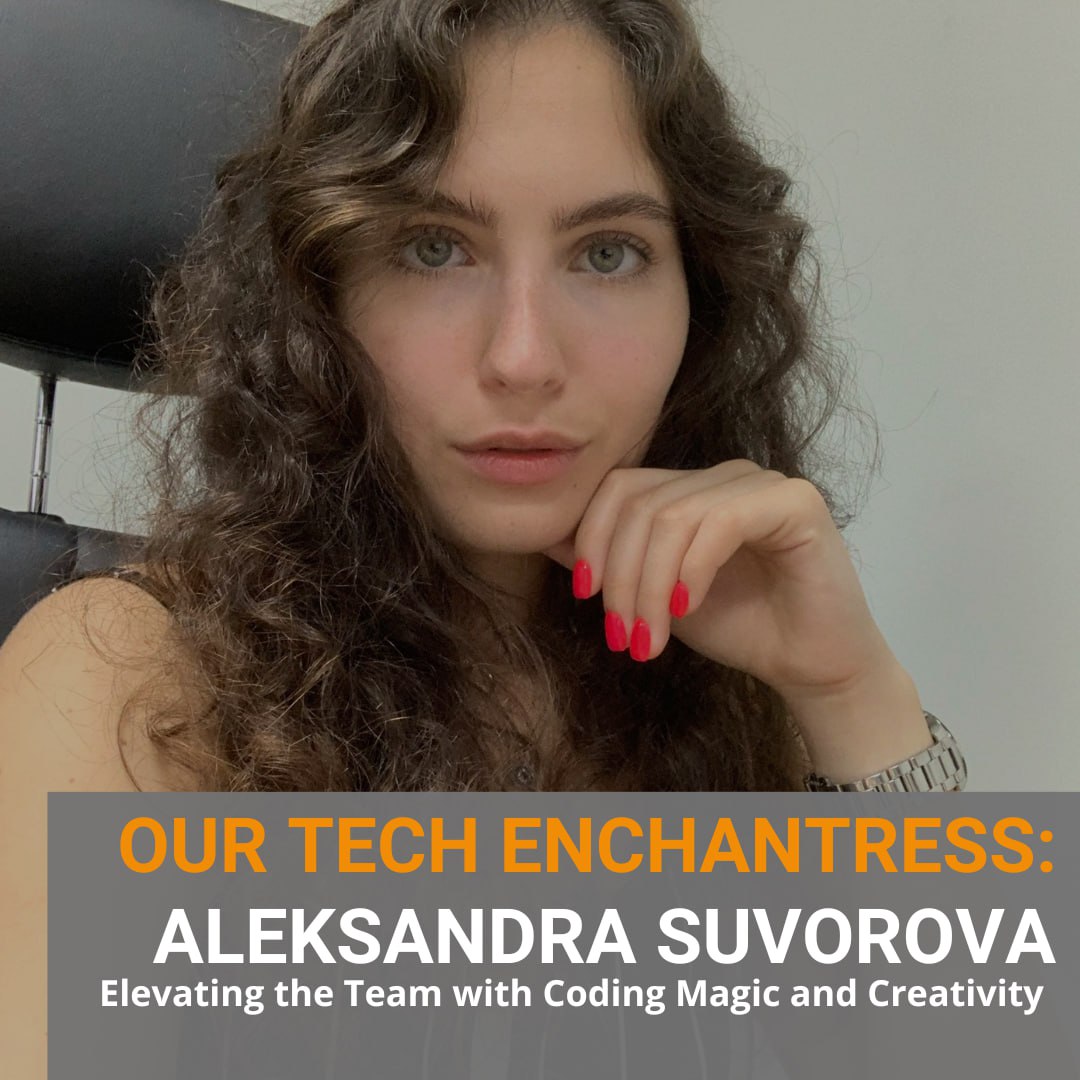 OUR TECH ENCHANTRESS:
ALEKSANDRA SUVOROVA
Elevating the Team with Coding Magic and Creativity